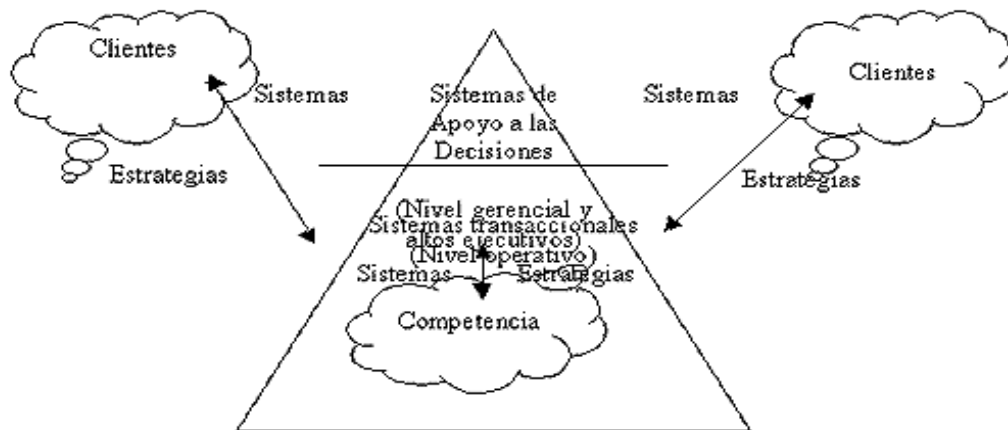 Clientes
Clientes
Sistemas
Sistemas de
Apoyo a las
Decisiones
Sistemas
Estrategias
Estrategias
(Nivel gerencial y
Sistemas transaccionales
altos ejecutivos)
(Nivel operativo)
Sistemas
Estrategias
Competencia